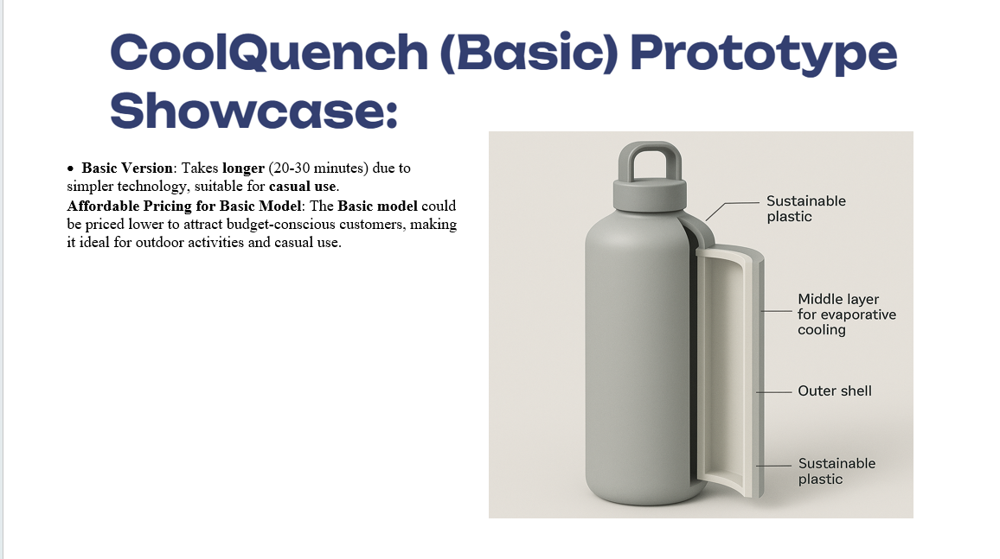 CoolQuench (Basic) Prototype
Showcase:
• Basic Version: Takes longer (20-30 minutes) due to
simpler technology, suitable for casual use.
Affordable Pricing for Basic Model: The Basic model could
be priced lower to attract budget-conscious customers, making
it ideal for outdoor activities and casual use.
Sustainable
plastic
Middle layer
for evaporative
cooling
Outer shell
Sustainable
plastic